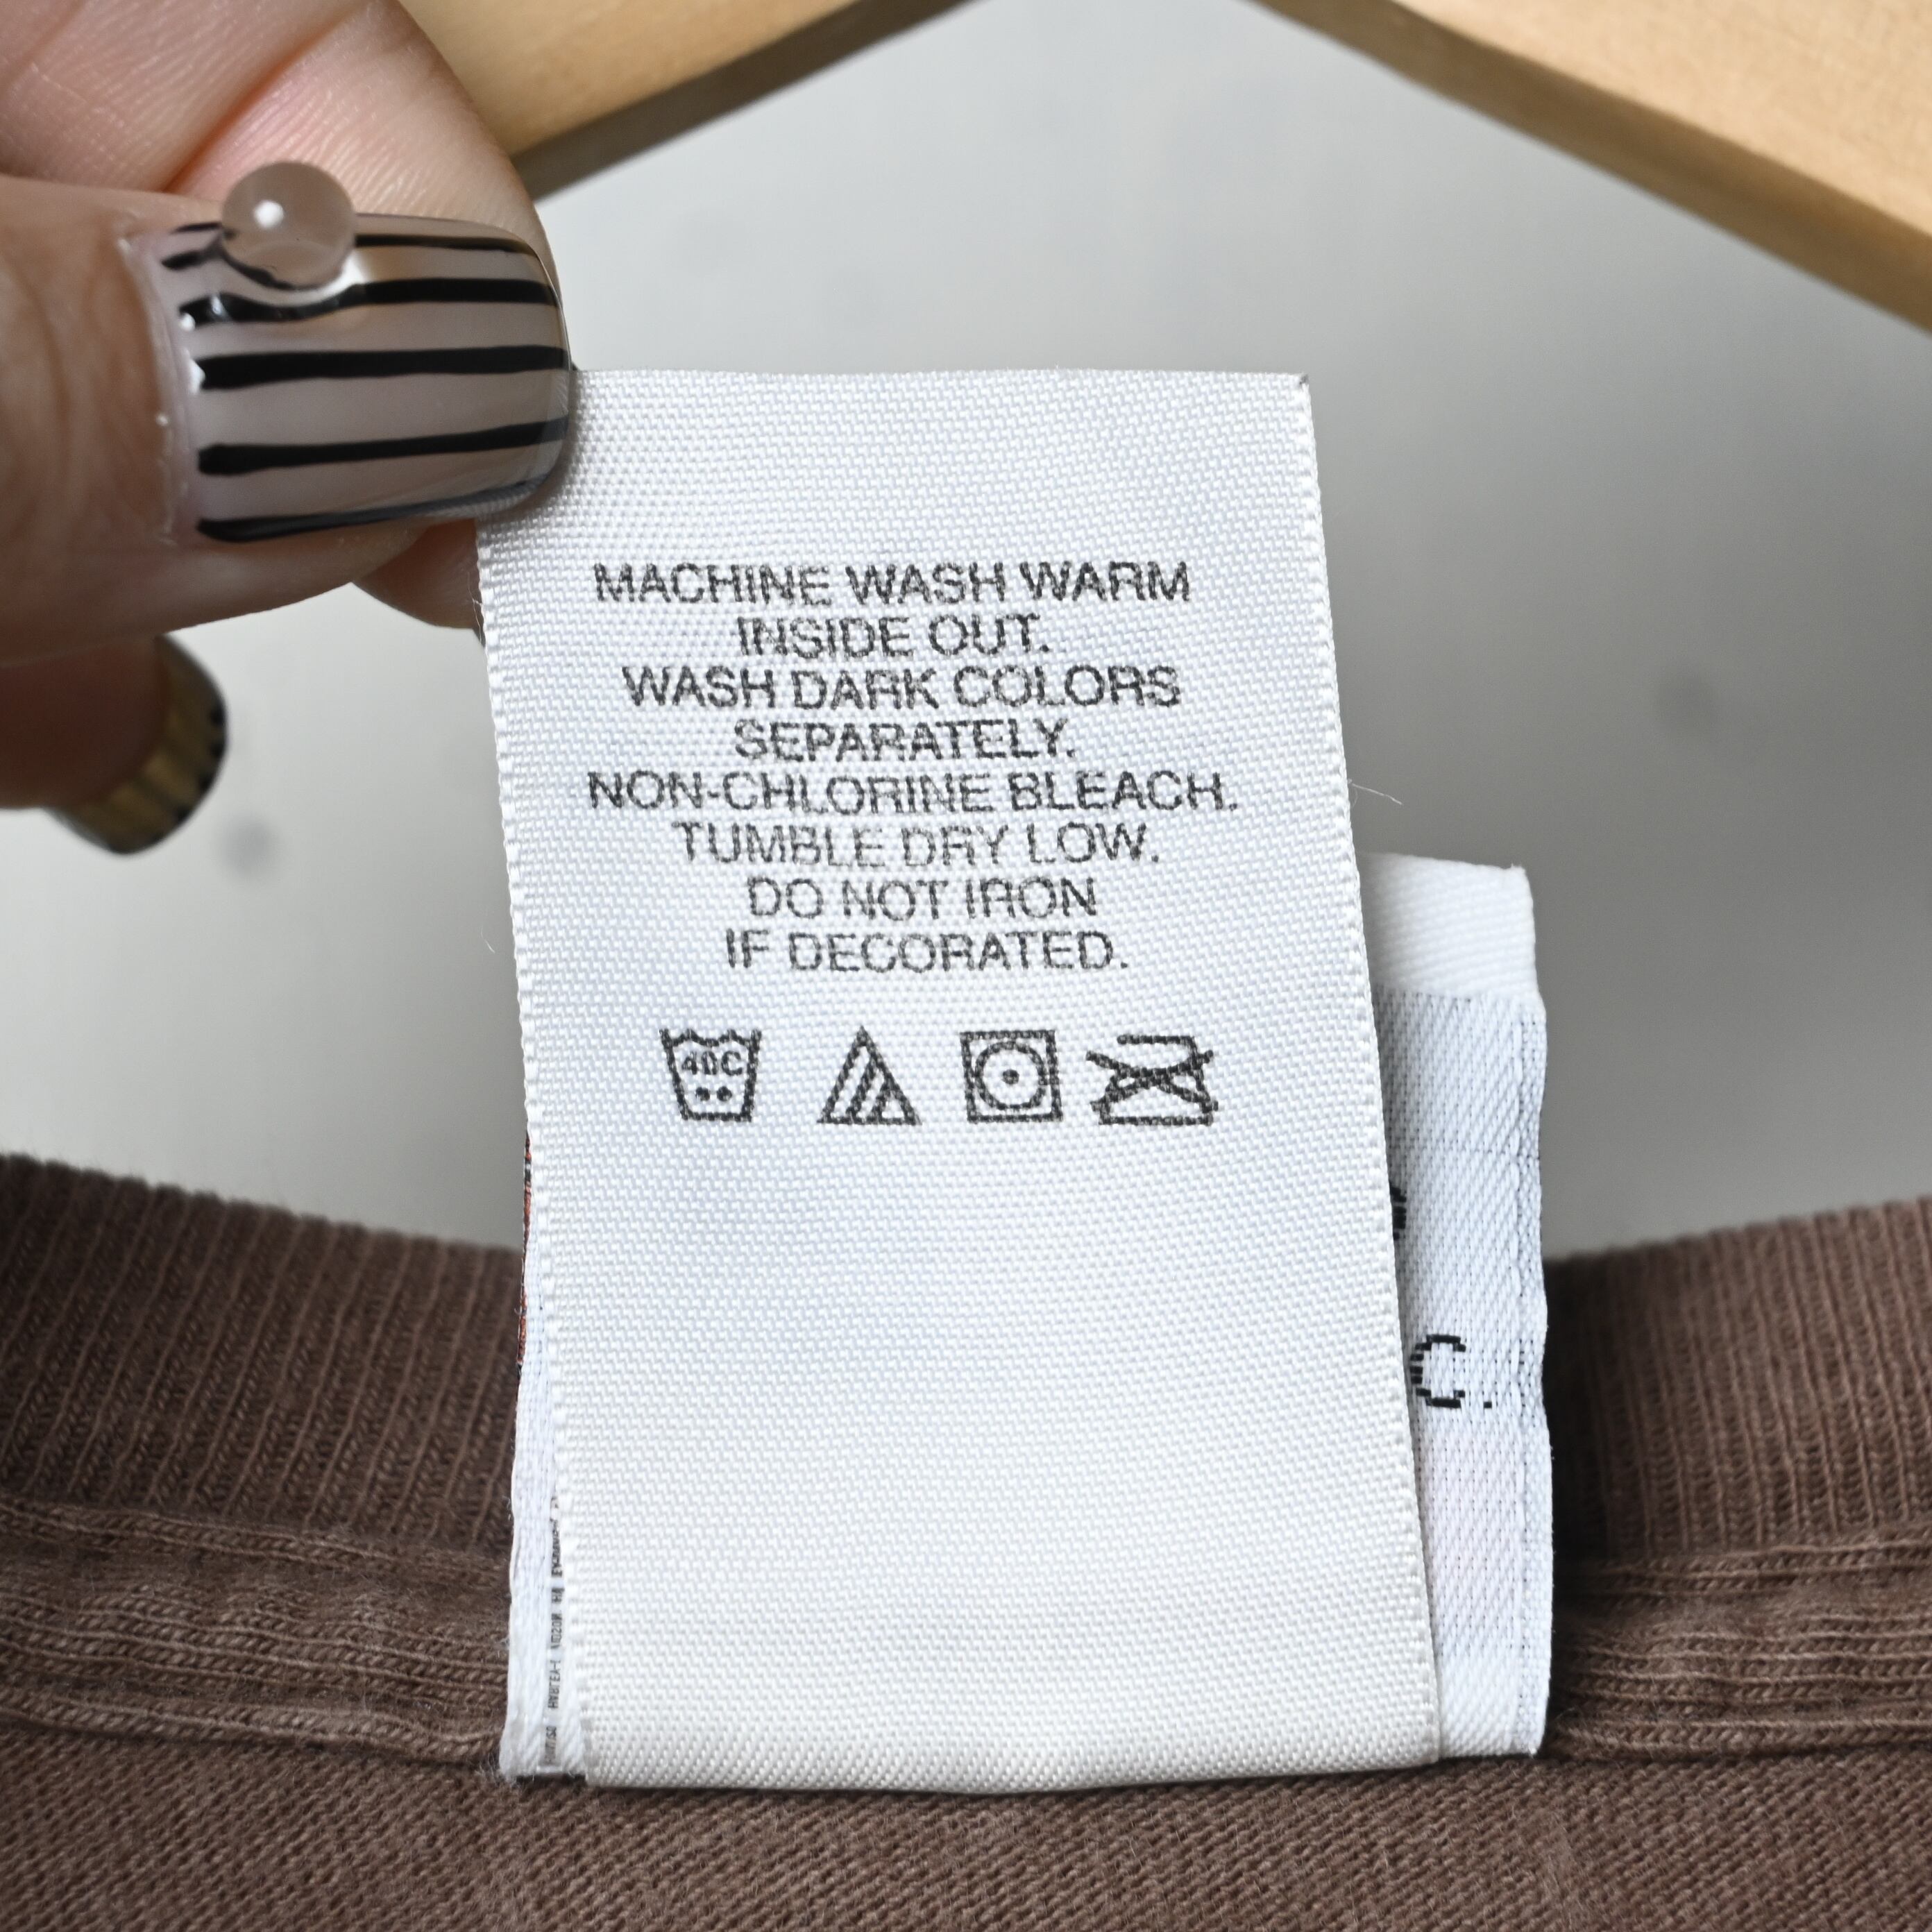 MACHINE WASH WARM
INSIDE OUT.
WASH DARK COLORS
SEPARATELY.
NON-CHLORINE BLEACH.
TUMBLE DRY LOW.
DO NOT IRON
IF DECORATED.
40C
C.